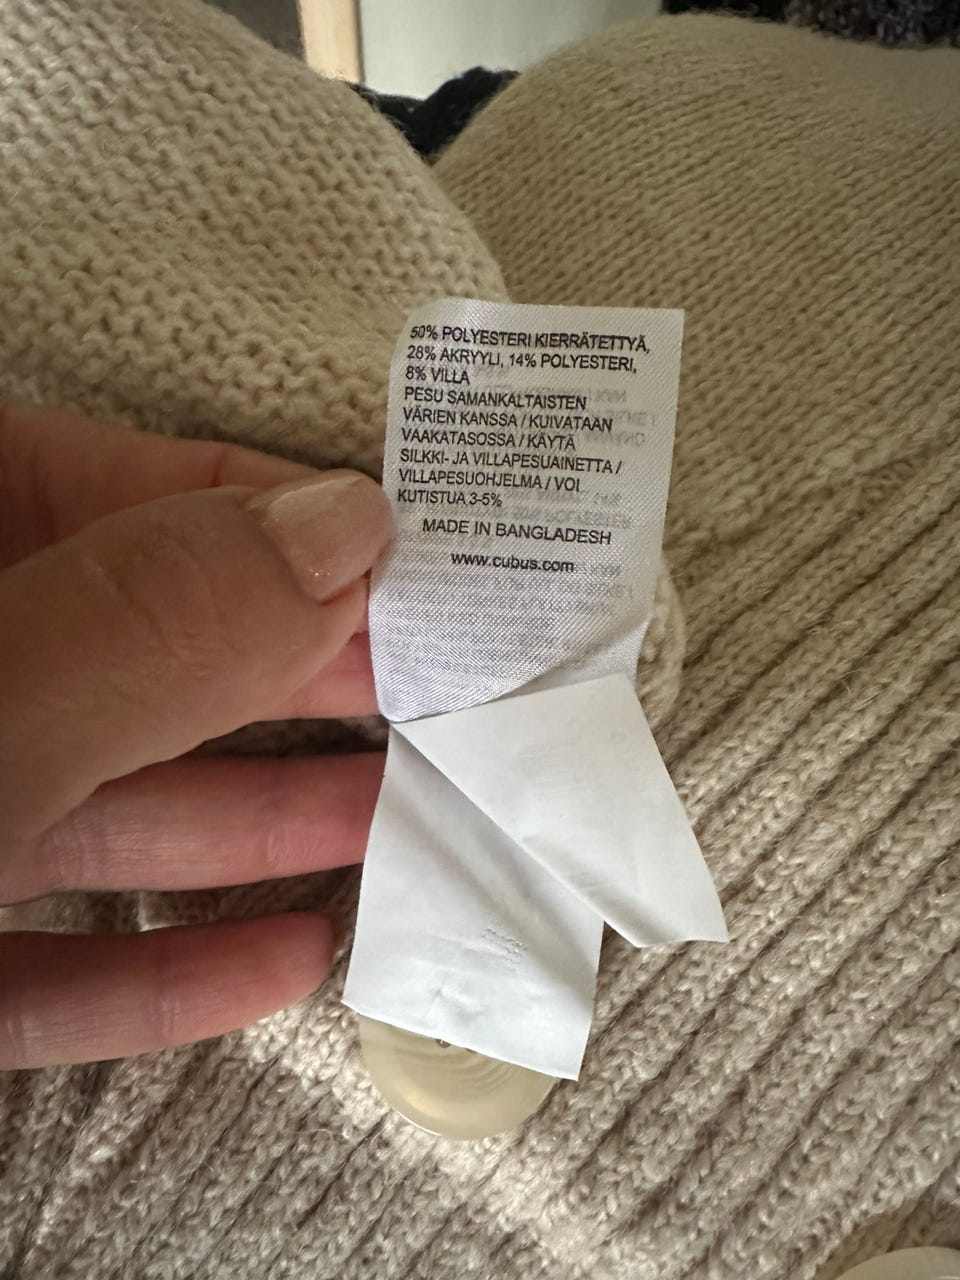 50% POLYESTERI KIERRÄTETTYÄ,
28% AKRYYLI, 14% POLYESTERI,
8% VILLA
PESU SAMANKALTAISTEN
VÄRIEN KANSSA / KUIVATAAN
VAAKATASOSSA / KÄYTÄ
SILKKI- JA VILLAPESUAINETTA /
VILLAPESUOHJELMA / VOI
KUTISTUA 3-5%
MADE IN BANGLADESH
www.cubus.com